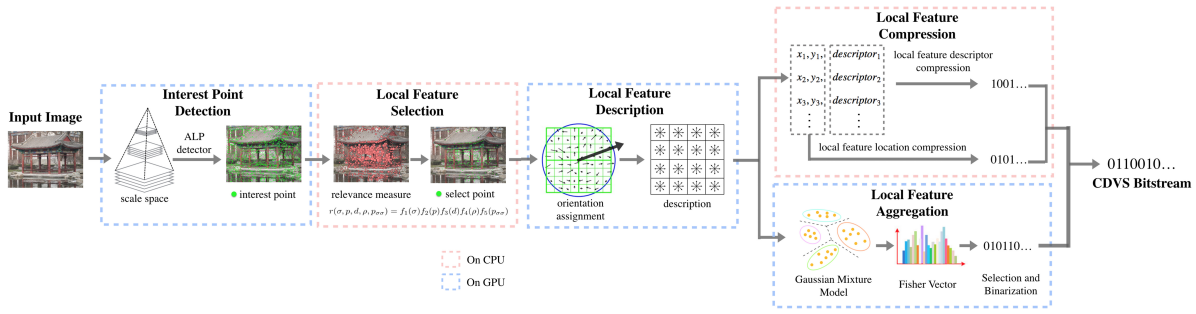 Input Image
Interest Point
Detection
scale space
ALP
detector
interest point
Local Feature
Selection
relevance measure
select point
r(σ, p, d, ρ, pσσ) = f1(σ)f2(p)f3(d)f4(ρ)f5(pσσ)
Local Feature
Description
orientation
assignment
description
Local Feature
Compression
x1, y1, descriptor1
x2, y2, descriptor2
x3, y3, descriptor3
⋮ ⋮
local feature descriptor
compression
1001…
local feature location compression
0101…
Local Feature
Aggregation
Gaussian Mixture
Model
Fisher Vector
010110…
Selection and
Binarization
0110010…
CDVS Bitstream
On CPU
On GPU